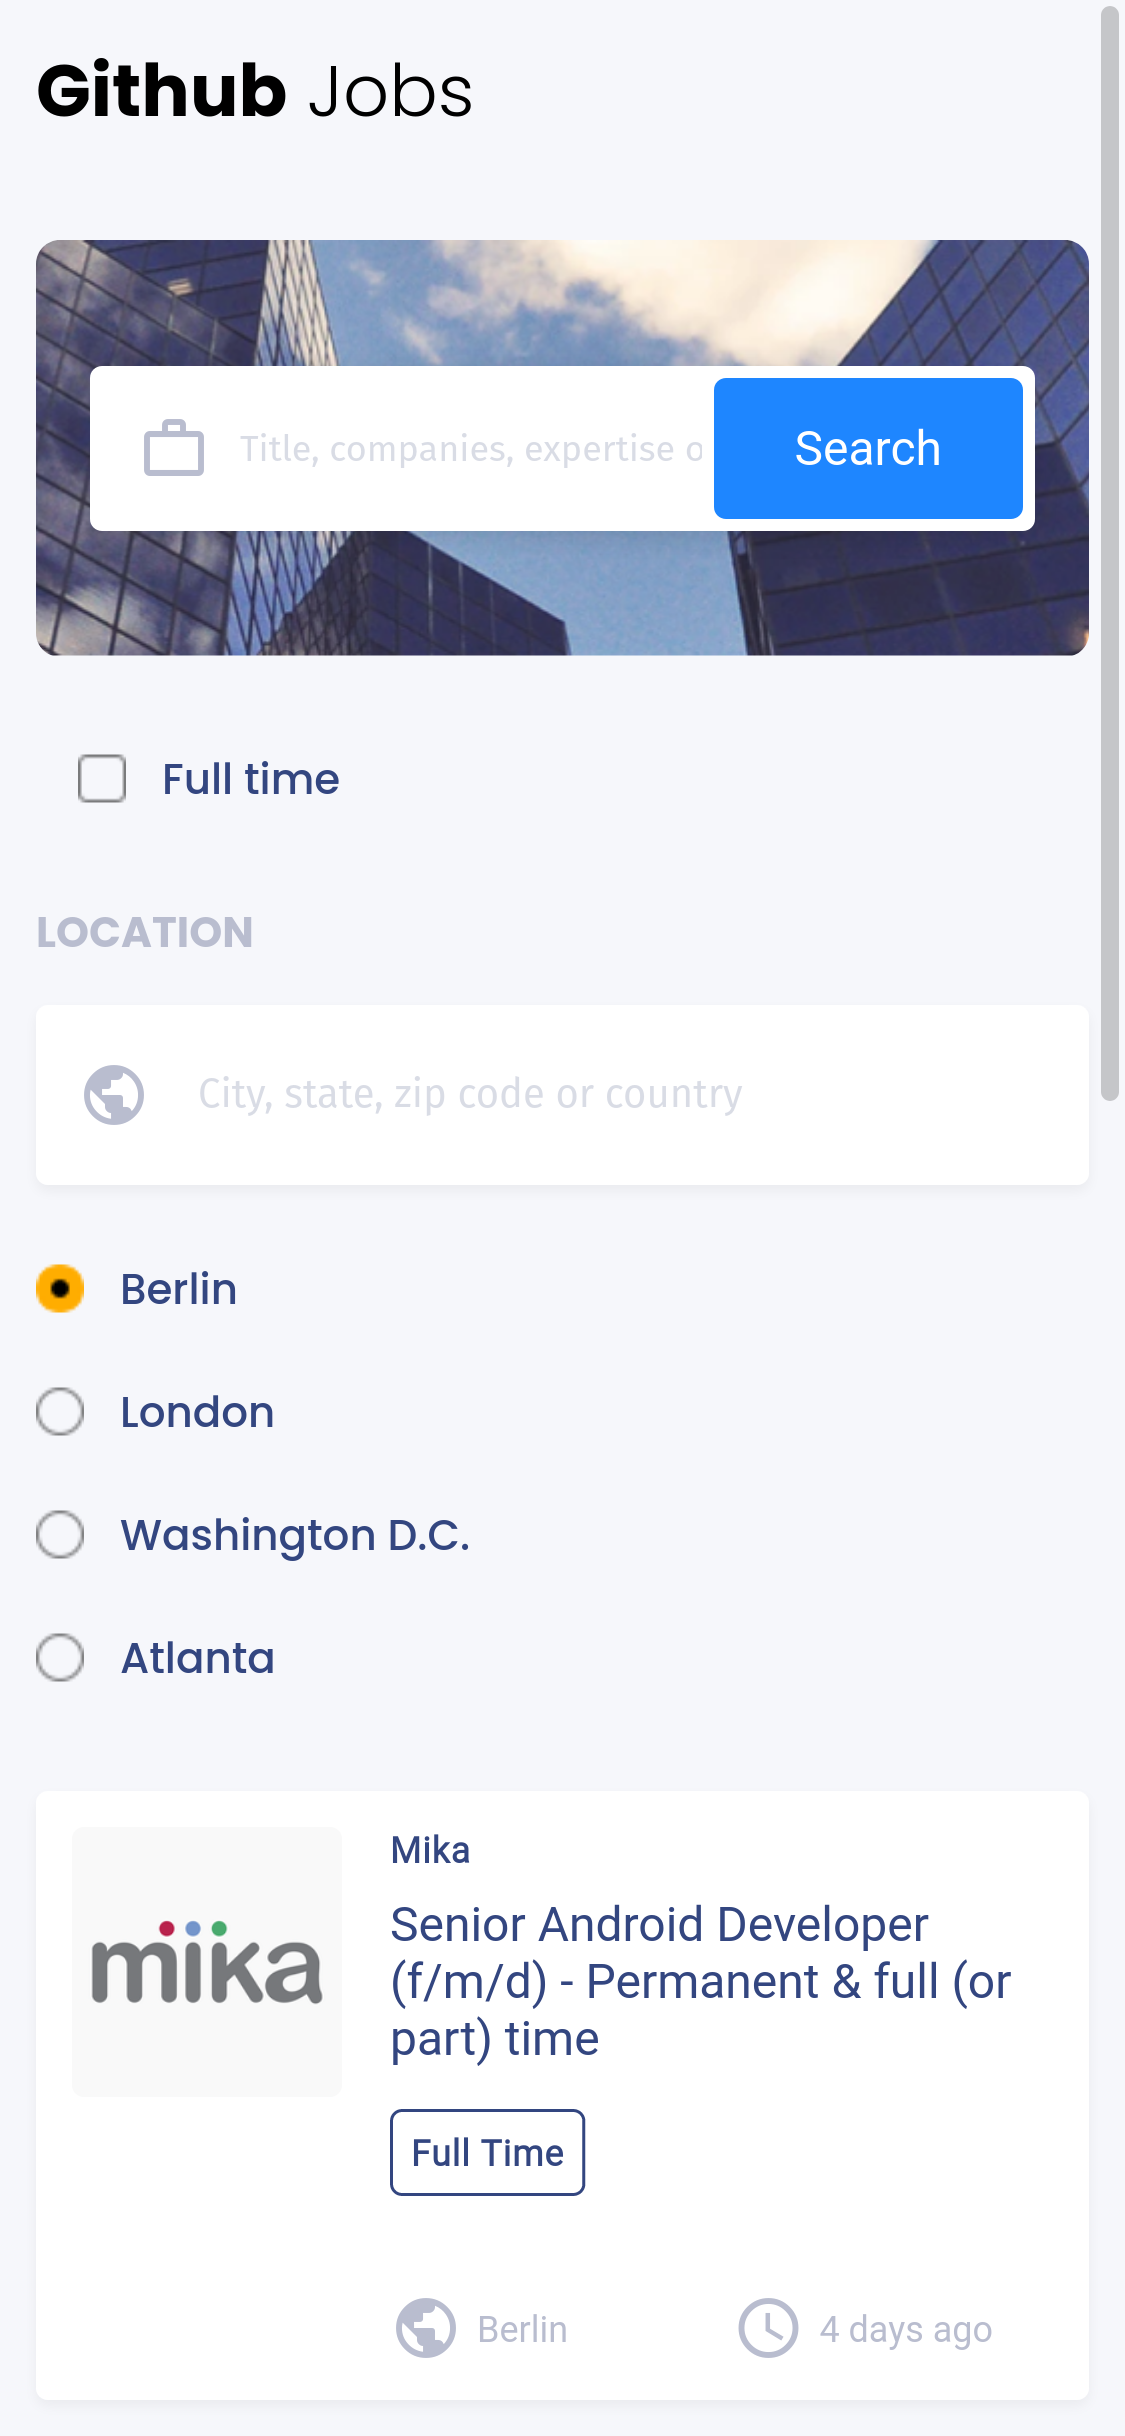 Github Jobs
Title, companies, expertise o
Search
Full time
LOCATION
City, state, zip code or country
Berlin
London
Washington D.C.
Atlanta
mika
Mika
Senior Android Developer
(f/m/d) - Permanent & full (or
part) time
Full Time
Berlin
4 days ago